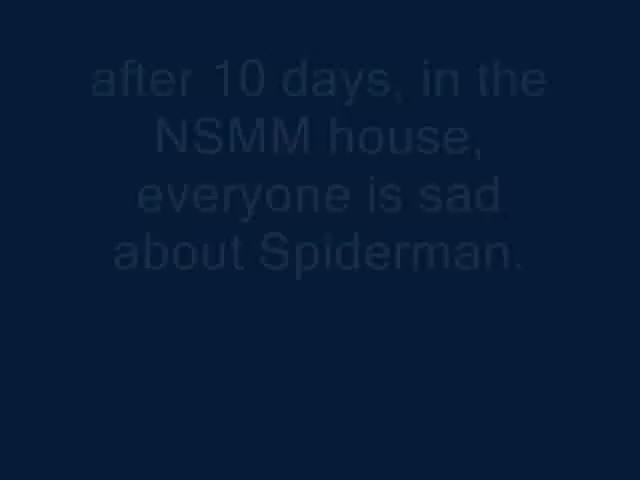 after 10 days, in the
NSMM house,
everyone is sad
about Spiderman.